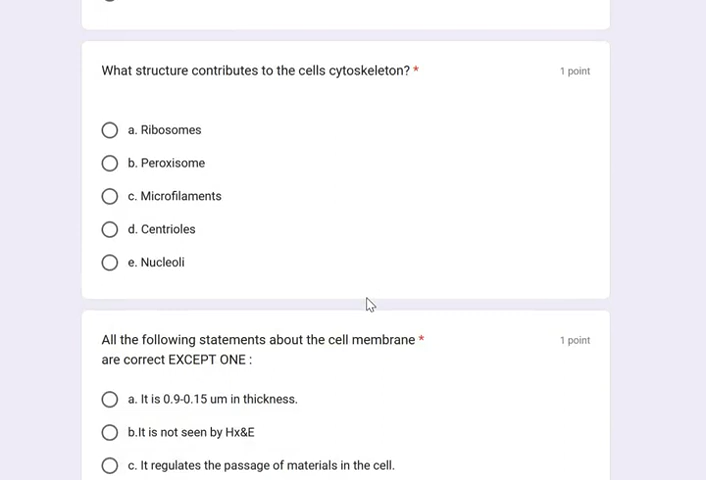 What structure contributes to the cells cytoskeleton? *
1 point
a. Ribosomes
b. Peroxisome
c. Microfilaments
d. Centrioles
e. Nucleoli
All the following statements about the cell membrane *
1 point
are correct EXCEPT ONE :
a. It is 0.9-0.15 um in thickness.
b.It is not seen by Hx&E
c. It regulates the passage of materials in the cell.